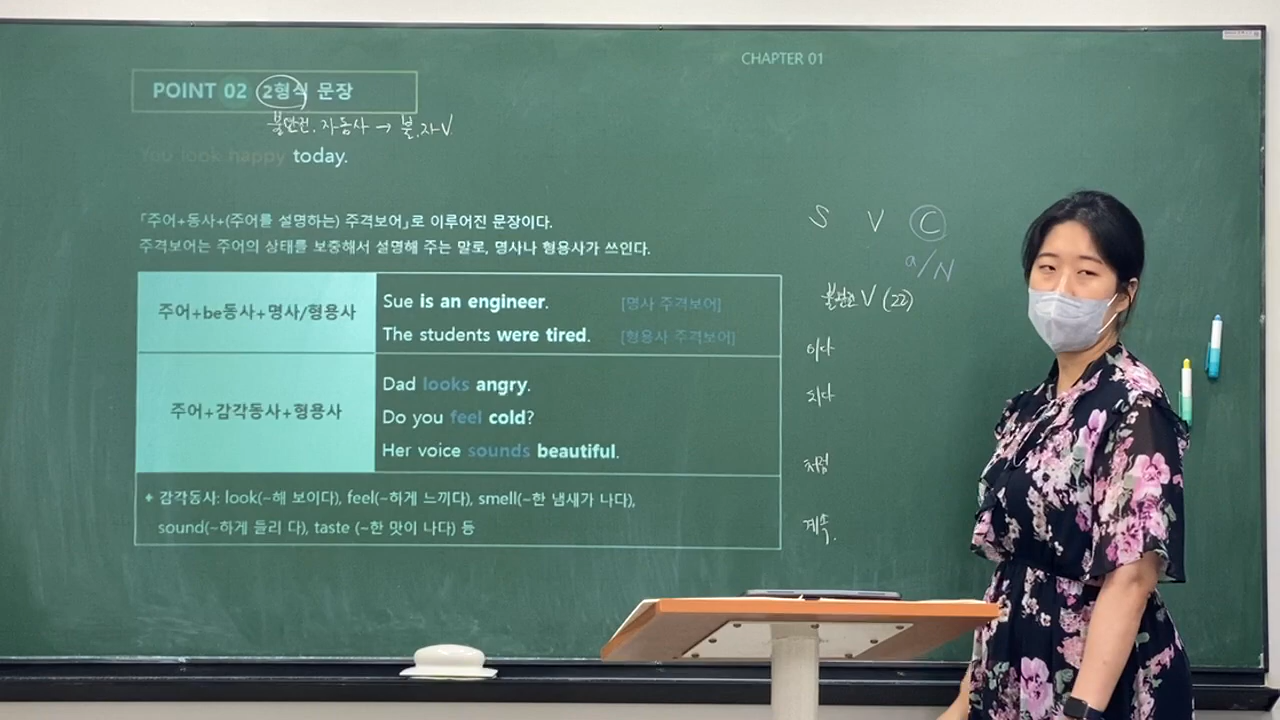 CHAPTER 01
POINT 02 2형식 문장
불완전.자동사 → 불.자V
You look happy today.
「주어+동사+(주어를 설명하는) 주격보어」로 이루어진 문장이다.
주격보어는 주어의 상태를 보충해서 설명해 주는 말로, 명사나 형용사가 쓰인다.
주어+be동사+명사/형용사
Sue is an engineer. [명사 주격보어]
The students were tired. [형용사 주격보어]
주어+감각동사+형용사
Dad looks angry.
Do you feel cold?
Her voice sounds beautiful.
* 감각동사: look(~해 보이다), feel(~하게 느끼다), smell(~한 냄새가 나다),
sound(~하게 들리 다), taste (~한 맛이 나다) 등
S V C
a/N
불완전 V (22)
이다
되다
계속.